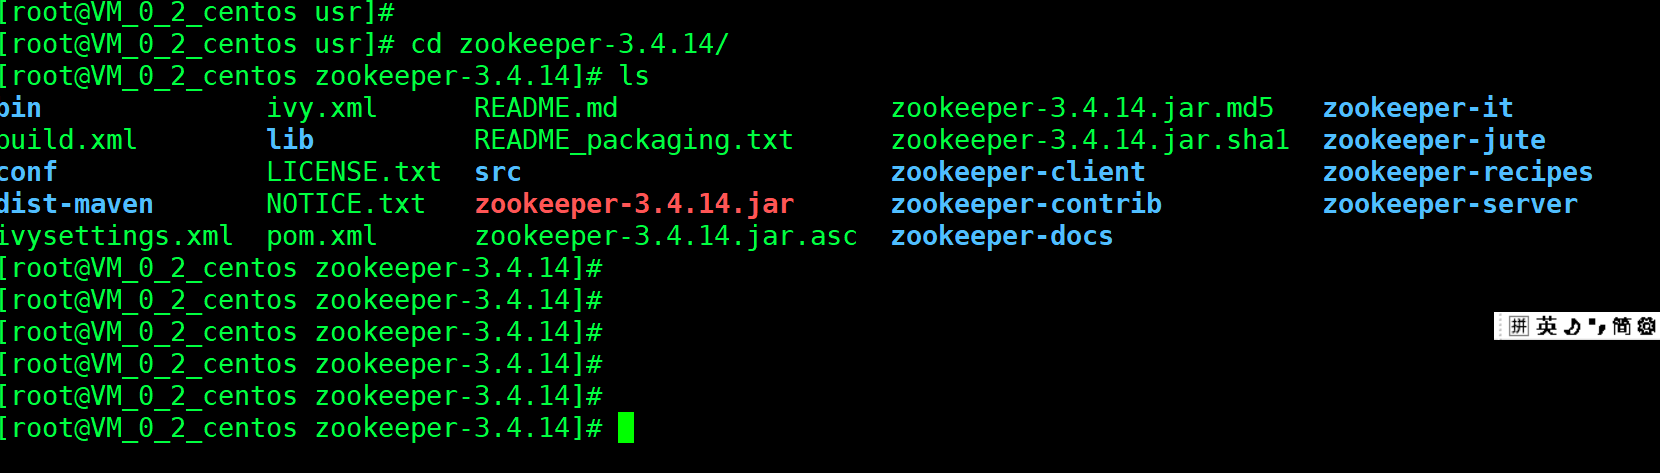 [root@VM_0_2_centos usr]#
[root@VM_0_2_centos usr]# cd zookeeper-3.4.14/
[root@VM_0_2_centos zookeeper-3.4.14]# ls
bin ivy.xml README.md zookeeper-3.4.14.jar.md5 zookeeper-it
build.xml lib README_packaging.txt zookeeper-3.4.14.jar.sha1 zookeeper-jute
conf LICENSE.txt src zookeeper-client zookeeper-recipes
dist-maven NOTICE.txt zookeeper-3.4.14.jar zookeeper-contrib zookeeper-server
ivysettings.xml pom.xml zookeeper-3.4.14.jar.asc zookeeper-docs
[root@VM_0_2_centos zookeeper-3.4.14]#
[root@VM_0_2_centos zookeeper-3.4.14]#
[root@VM_0_2_centos zookeeper-3.4.14]#
拼 英 简
[root@VM_0_2_centos zookeeper-3.4.14]#
[root@VM_0_2_centos zookeeper-3.4.14]#
[root@VM_0_2_centos zookeeper-3.4.14]#